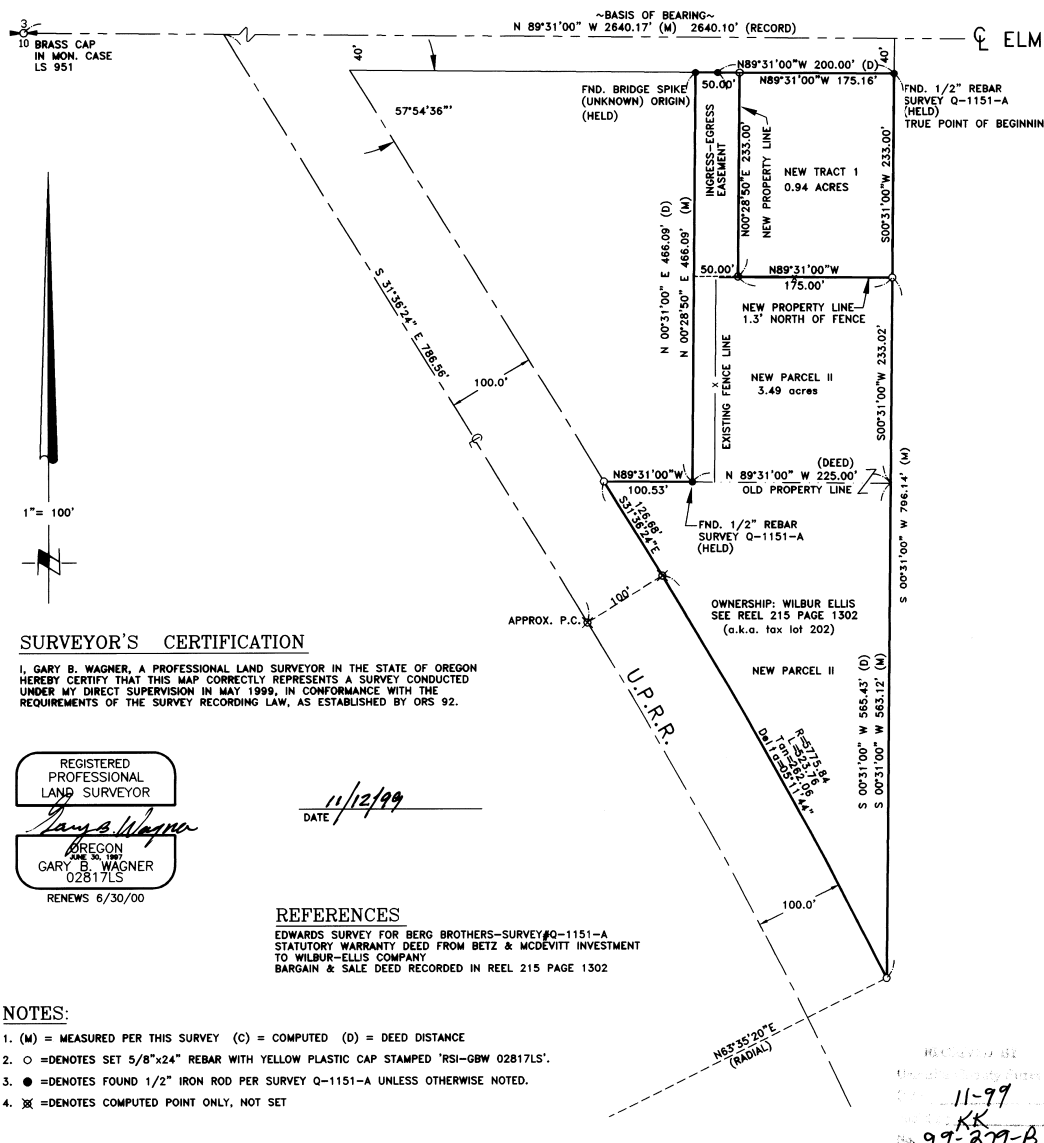 ~BASIS OF BEARING~
N 89°31'00" W 2640.17' (M) 2640.10' (RECORD)
℄ ELM
3
10
BRASS CAP
IN MON. CASE
LS 951
40'
40'
N89°31'00"W 200.00' (D)
50.00'
N89°31'00"W 175.16'
FND. BRIDGE SPIKE
(UNKNOWN) ORIGIN)
(HELD)
FND. 1/2" REBAR
SURVEY Q-1151-A
(HELD)
TRUE POINT OF BEGINNIN
57°54'36"'
INGRESS-EGRESS
EASEMENT
N00°28'50"E 233.00'
NEW PROPERTY LINE
NEW TRACT 1
0.94 ACRES
S00°31'00"W 233.00'
N 00°31'00" E 466.09' (D)
N 00°28'50" E 466.09' (M)
50.00'
N89°31'00"W
175.00'
NEW PROPERTY LINE
1.3' NORTH OF FENCE
S 31°36'24" E 786.56'
100.0'
EXISTING FENCE LINE
X
NEW PARCEL II
3.49 acres
S00°31'00"W 233.02'
S 00°31'00" W 796.14' (M)
1"= 100'
N89°31'00"W
100.53'
(DEED)
N 89°31'00" W 225.00'
OLD PROPERTY LINE
126.68'
S31°36'24"E
FND. 1/2" REBAR
SURVEY Q-1151-A
(HELD)
100'
APPROX. P.C.
OWNERSHIP: WILBUR ELLIS
SEE REEL 215 PAGE 1302
(a.k.a. tax lot 202)
NEW PARCEL II
SURVEYOR'S CERTIFICATION
I, GARY B. WAGNER, A PROFESSIONAL LAND SURVEYOR IN THE STATE OF OREGON
HEREBY CERTIFY THAT THIS MAP CORRECTLY REPRESENTS A SURVEY CONDUCTED
UNDER MY DIRECT SUPERVISION IN MAY 1999, IN CONFORMANCE WITH THE
REQUIREMENTS OF THE SURVEY RECORDING LAW, AS ESTABLISHED BY ORS 92.
U.P.R.R.
R=5775.84
L=523.76
Tan=262.06
Delta=05°11'44"
S 00°31'00" W 565.43' (D)
S 00°31'00" W 563.12' (M)
REGISTERED
PROFESSIONAL
LAND SURVEYOR
Gary B. Wagner
OREGON
JUNE 30, 1997
GARY B. WAGNER
02817LS
RENEWS 6/30/00
11/12/99
DATE
100.0'
REFERENCES
EDWARDS SURVEY FOR BERG BROTHERS-SURVEY#Q-1151-A
STATUTORY WARRANTY DEED FROM BETZ & MCDEVITT INVESTMENT
TO WILBUR-ELLIS COMPANY
BARGAIN & SALE DEED RECORDED IN REEL 215 PAGE 1302
N63°35'20"E
(RADIAL)
NOTES:
1. (M) = MEASURED PER THIS SURVEY (C) = COMPUTED (D) = DEED DISTANCE
2. O =DENOTES SET 5/8"x24" REBAR WITH YELLOW PLASTIC CAP STAMPED 'RSI-GBW 02817LS'.
3. ● =DENOTES FOUND 1/2" IRON ROD PER SURVEY Q-1151-A UNLESS OTHERWISE NOTED.
4. ⊗ =DENOTES COMPUTED POINT ONLY, NOT SET
11-99
KK
99-279-B